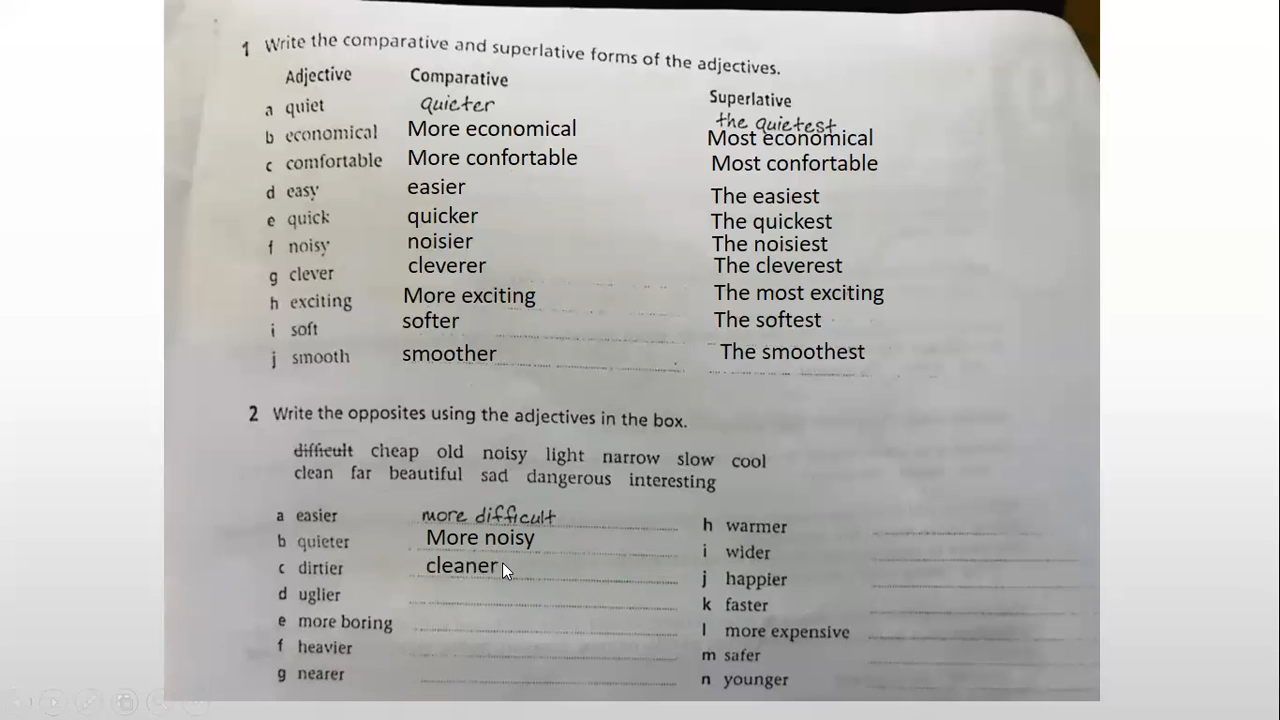 1 Write the comparative and superlative forms of the adjectives.
Adjective Comparative Superlative
a quiet quieter the quietest
b economical More economical Most economical
c comfortable More confortable Most confortable
d easy easier The easiest
e quick quicker The quickest
f noisy noisier The noisiest
g clever cleverer The cleverest
h exciting More exciting The most exciting
i soft softer The softest
j smooth smoother The smoothest
2 Write the opposites using the adjectives in the box.
difficult cheap old noisy light narrow slow cool
clean far beautiful sad dangerous interesting
a easier more difficult
b quieter More noisy
c dirtier cleaner
d uglier
e more boring
f heavier
g nearer
h warmer
i wider
j happier
k faster
l more expensive
m safer
n younger